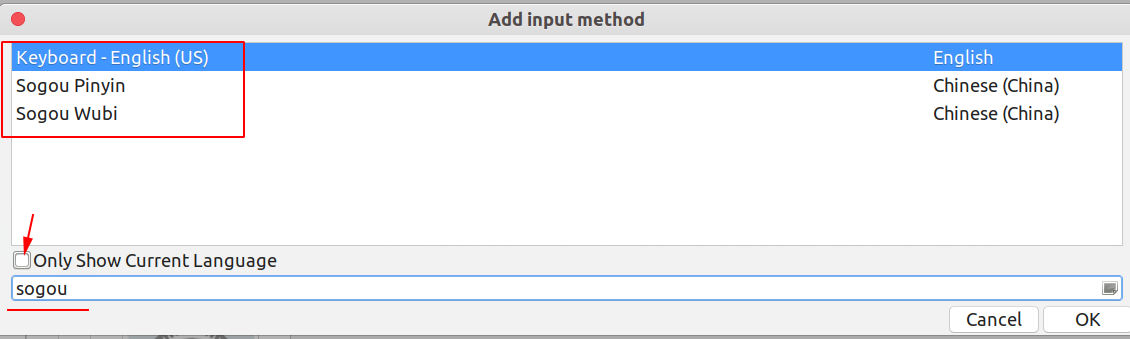 Add input method
Keyboard - English (US) English
Sogou Pinyin Chinese (China)
Sogou Wubi Chinese (China)
Only Show Current Language
sogou
Cancel OK